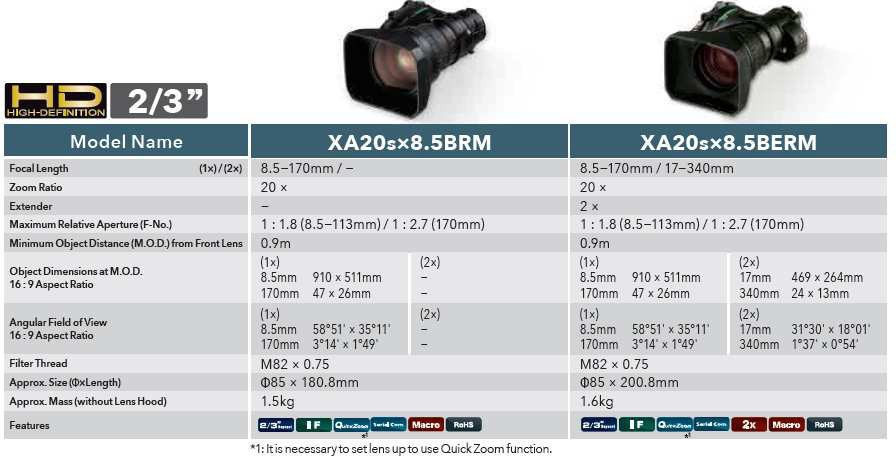 HD
HIGH-DEFINITION
2/3”
Model Name XA20s×8.5BRM XA20s×8.5BERM
Focal Length (1x) / (2x) 8.5–170mm / – 8.5–170mm / 17–340mm
Zoom Ratio 20 × 20 ×
Extender – 2 ×
Maximum Relative Aperture (F-No.) 1 : 1.8 (8.5–113mm) / 1 : 2.7 (170mm) 1 : 1.8 (8.5–113mm) / 1 : 2.7 (170mm)
Minimum Object Distance (M.O.D.) from Front Lens 0.9m 0.9m
Object Dimensions at M.O.D.
16 : 9 Aspect Ratio
(1x) (2x) (1x) (2x)
8.5mm 910 × 511mm – 8.5mm 910 × 511mm 17mm 469 × 264mm
170mm 47 × 26mm – 170mm 47 × 26mm 340mm 24 × 13mm
Angular Field of View
16 : 9 Aspect Ratio
(1x) (2x) (1x) (2x)
8.5mm 58°51' x 35°11' – 8.5mm 58°51' x 35°11' 17mm 31°30' x 18°01'
170mm 3°14' x 1°49' – 170mm 3°14' x 1°49' 340mm 1°37' x 0°54'
Filter Thread M82 × 0.75 M82 × 0.75
Approx. Size (Φ×Length) Φ85 × 180.8mm Φ85 × 200.8mm
Approx. Mass (without Lens Hood) 1.5kg 1.6kg
Features 2/3" IF QuickZoom Serial Com Macro RoHS 2/3" IF QuickZoom Serial Com 2x Macro RoHS
*1 *1
*1: It is necessary to set lens up to use Quick Zoom function.